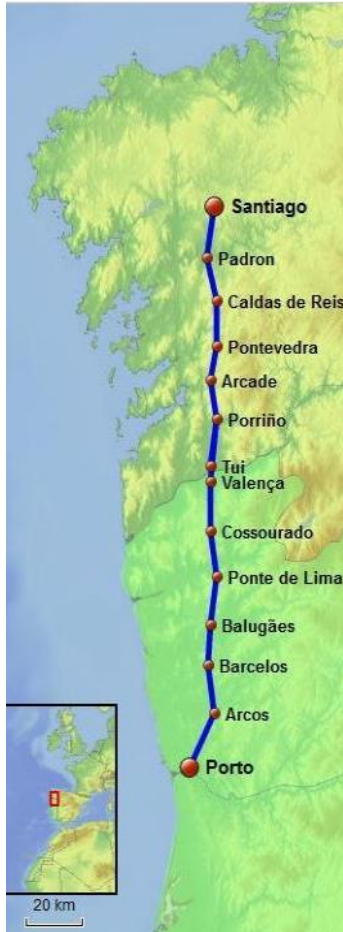 Santiago
Padron
Caldas de Reis
Pontevedra
Arcade
Porriño
Tui
Valença
Cossourado
Ponte de Lima
Balugães
Barcelos
Arcos
Porto
20 km